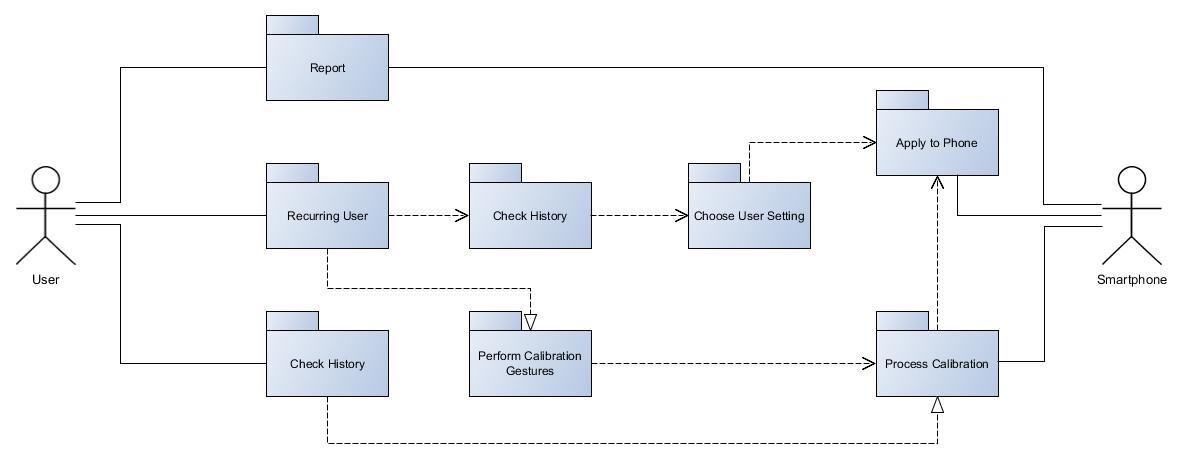 Report
Apply to Phone
Recurring User
Check History
Choose User Setting
User
Smartphone
Check History
Perform Calibration
Gestures
Process Calibration